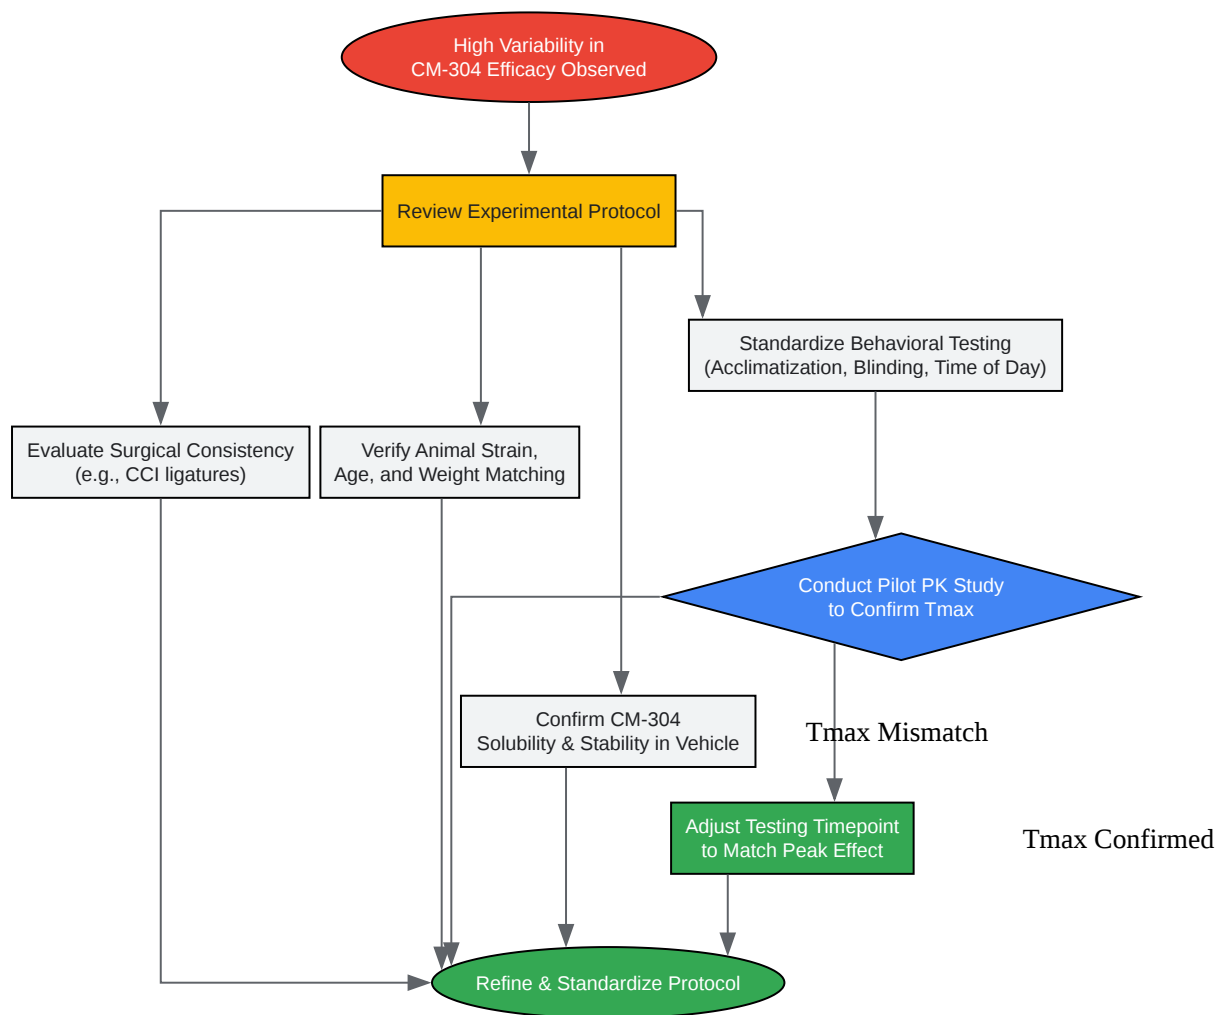 High Variability in
CM-304 Efficacy Observed
Review Experimental Protocol
Standardize Behavioral Testing
(Acclimatization, Blinding, Time of Day)
Evaluate Surgical Consistency
(e.g., CCI ligatures)
Verify Animal Strain,
Age, and Weight Matching
Conduct Pilot PK Study
to Confirm Tmax
Confirm CM-304
Solubility & Stability in Vehicle
Tmax Mismatch
Adjust Testing Timepoint
to Match Peak Effect
Tmax Confirmed
Refine & Standardize Protocol